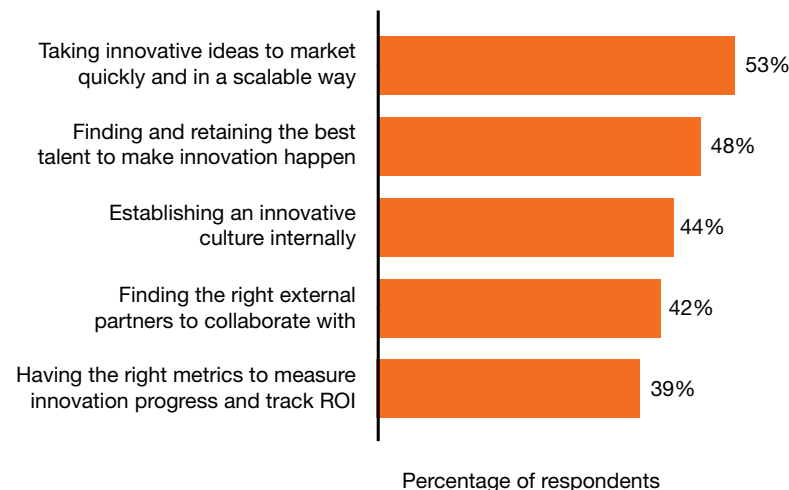 Taking innovative ideas to market
quickly and in a scalable way
53%
Finding and retaining the best
talent to make innovation happen
48%
Establishing an innovative
culture internally
44%
Finding the right external
partners to collaborate with
42%
Having the right metrics to measure
innovation progress and track ROI
39%
Percentage of respondents